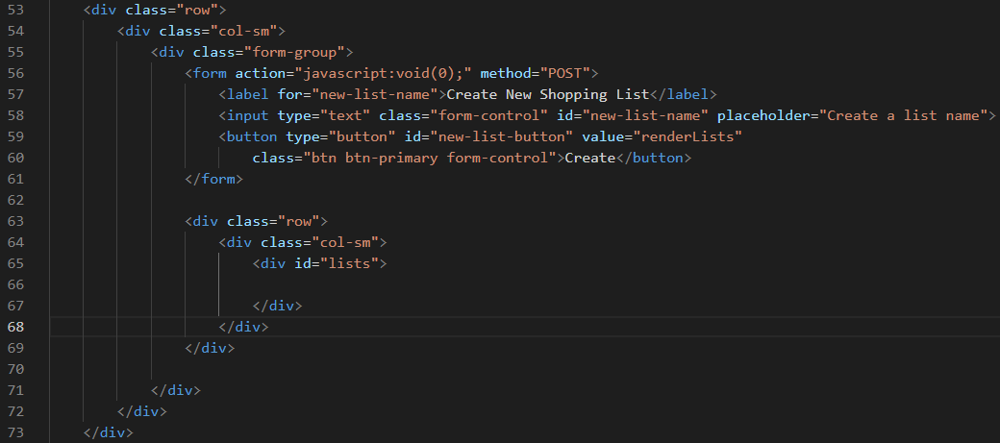 53 <div class="row">
54 <div class="col-sm">
55 <div class="form-group">
56 <form action="javascript:void(0);" method="POST">
57 <label for="new-list-name">Create New Shopping List</label>
58 <input type="text" class="form-control" id="new-list-name" placeholder="Create a list name">
59 <button type="button" id="new-list-button" value="renderLists"
60 class="btn btn-primary form-control">Create</button>
61 </form>
62
63 <div class="row">
64 <div class="col-sm">
65 <div id="lists">
66
67 </div>
68 </div>
69 </div>
70
71 </div>
72 </div>
73 </div>